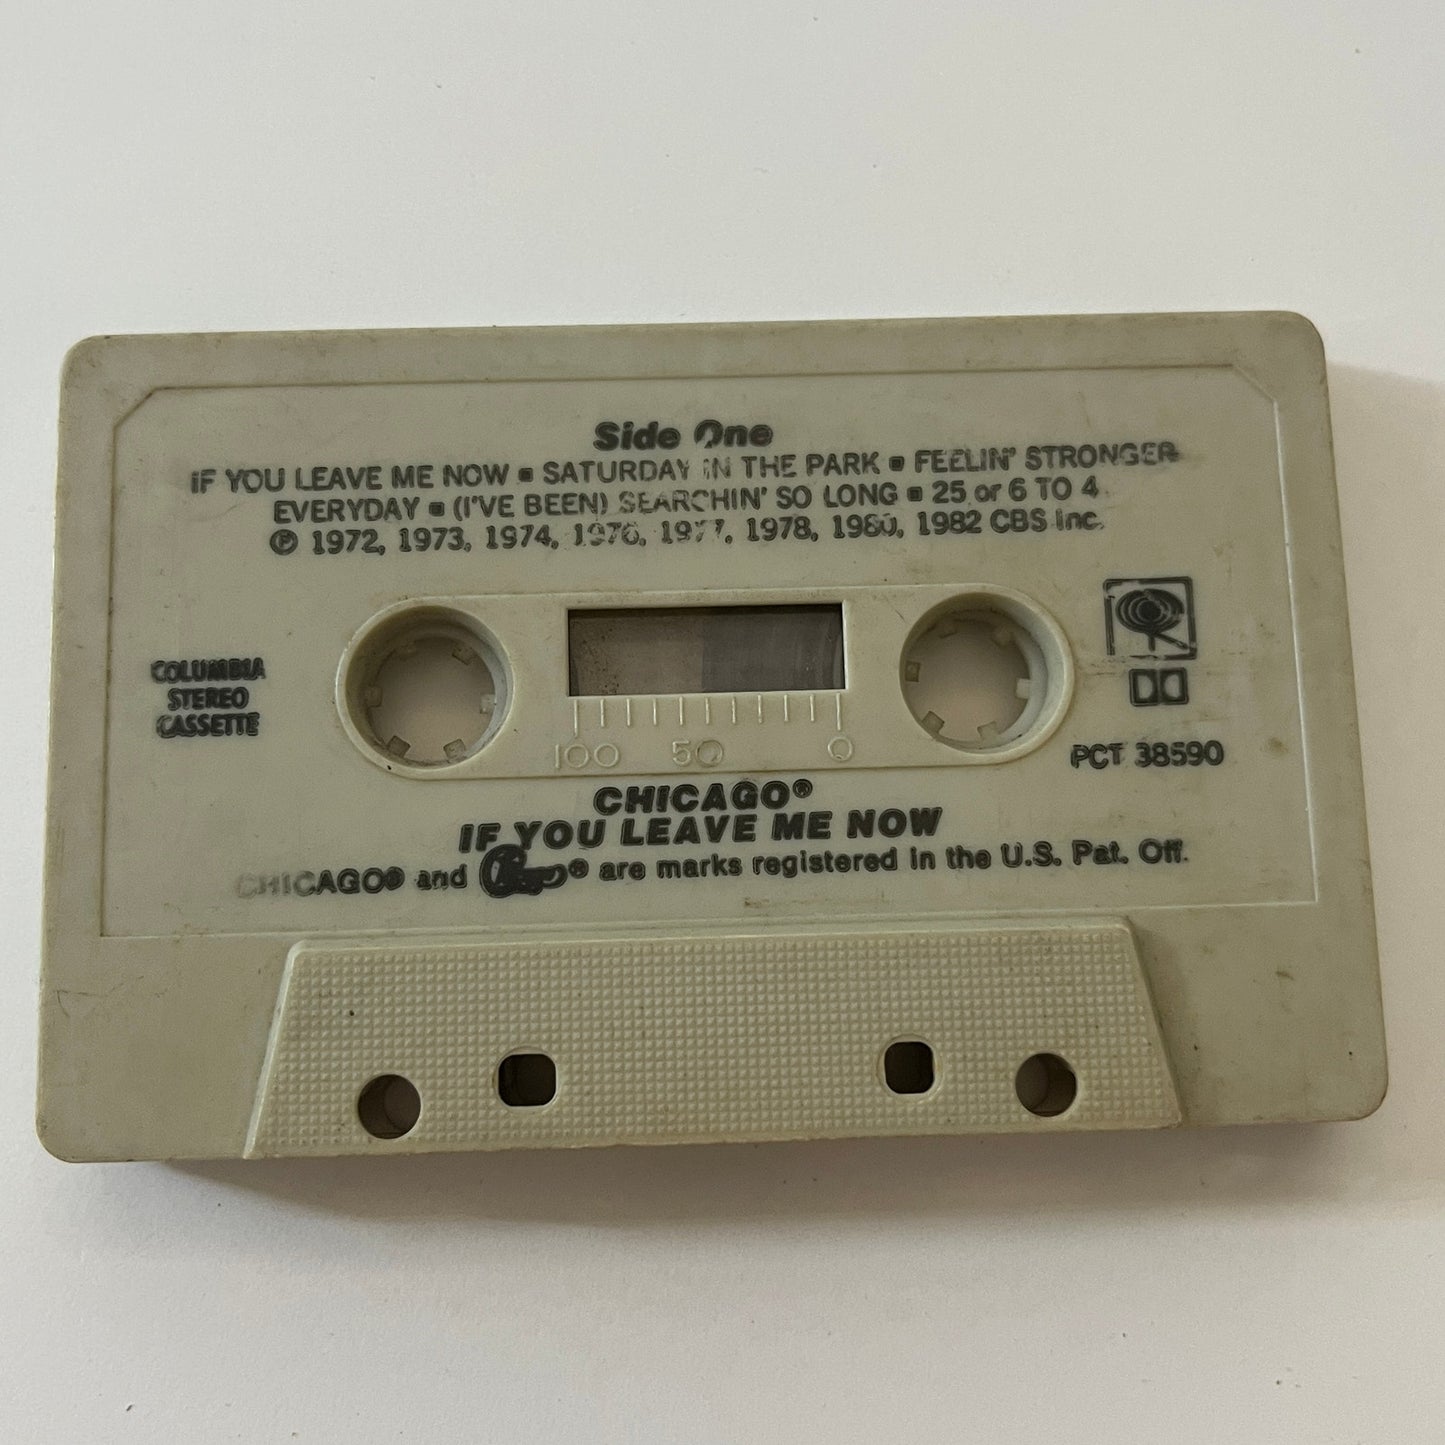 Side One
IF YOU LEAVE ME NOW ▪ SATURDAY IN THE PARK ▪ FEELIN' STRONGER
EVERYDAY ▪ (I'VE BEEN) SEARCHIN' SO LONG ▪ 25 or 6 TO 4
℗ 1972, 1973, 1974, 1976, 1977, 1978, 1980, 1982 CBS Inc.
COLUMBIA
STEREO
CASSETTE
100 50 0
PCT 38590
CHICAGO®
IF YOU LEAVE ME NOW
CHICAGO® and ® are marks registered in the U.S. Pat. Off.